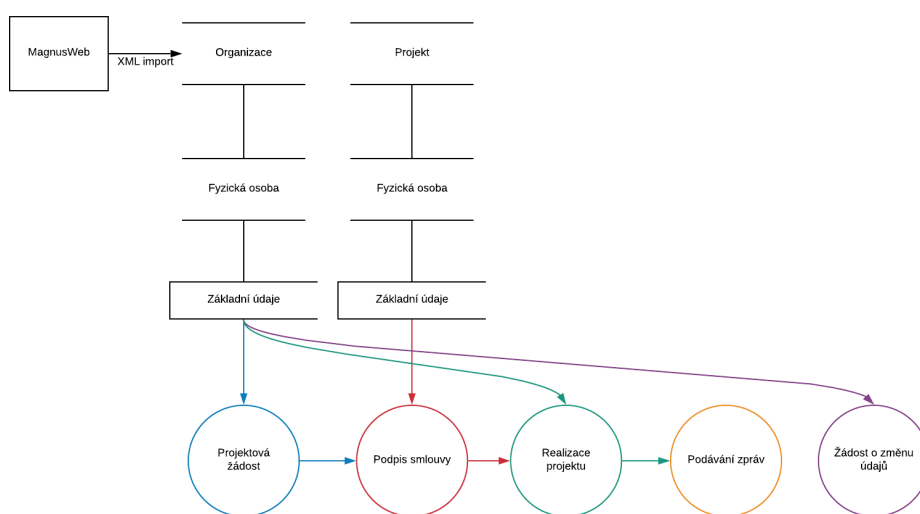 MagnusWeb
XML import
Organizace
Projekt
Fyzická osoba
Fyzická osoba
Základní údaje
Základní údaje
Projektová
žádost
Podpis smlouvy
Realizace
projektu
Podávání zpráv
Žádost o změnu
údajů